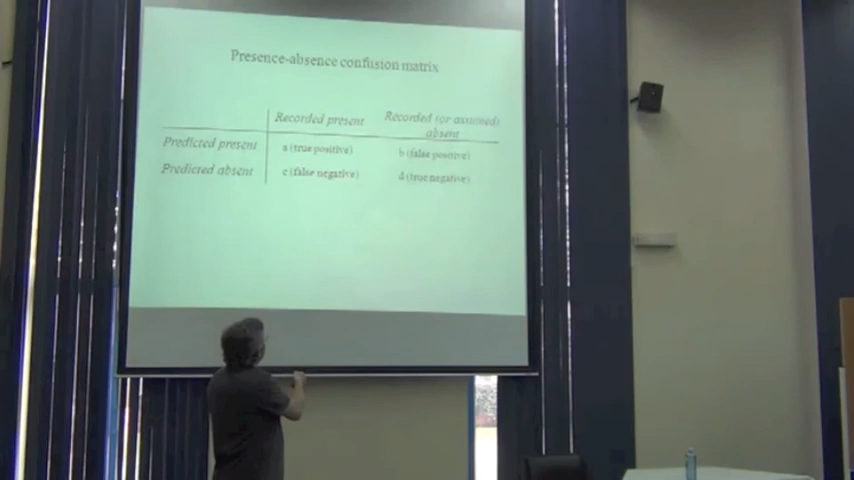 Presence-absence confusion matrix
Recorded present Recorded (or assumed) absent
Predicted present a (true positive) b (false positive)
Predicted absent c (false negative) d (true negative)